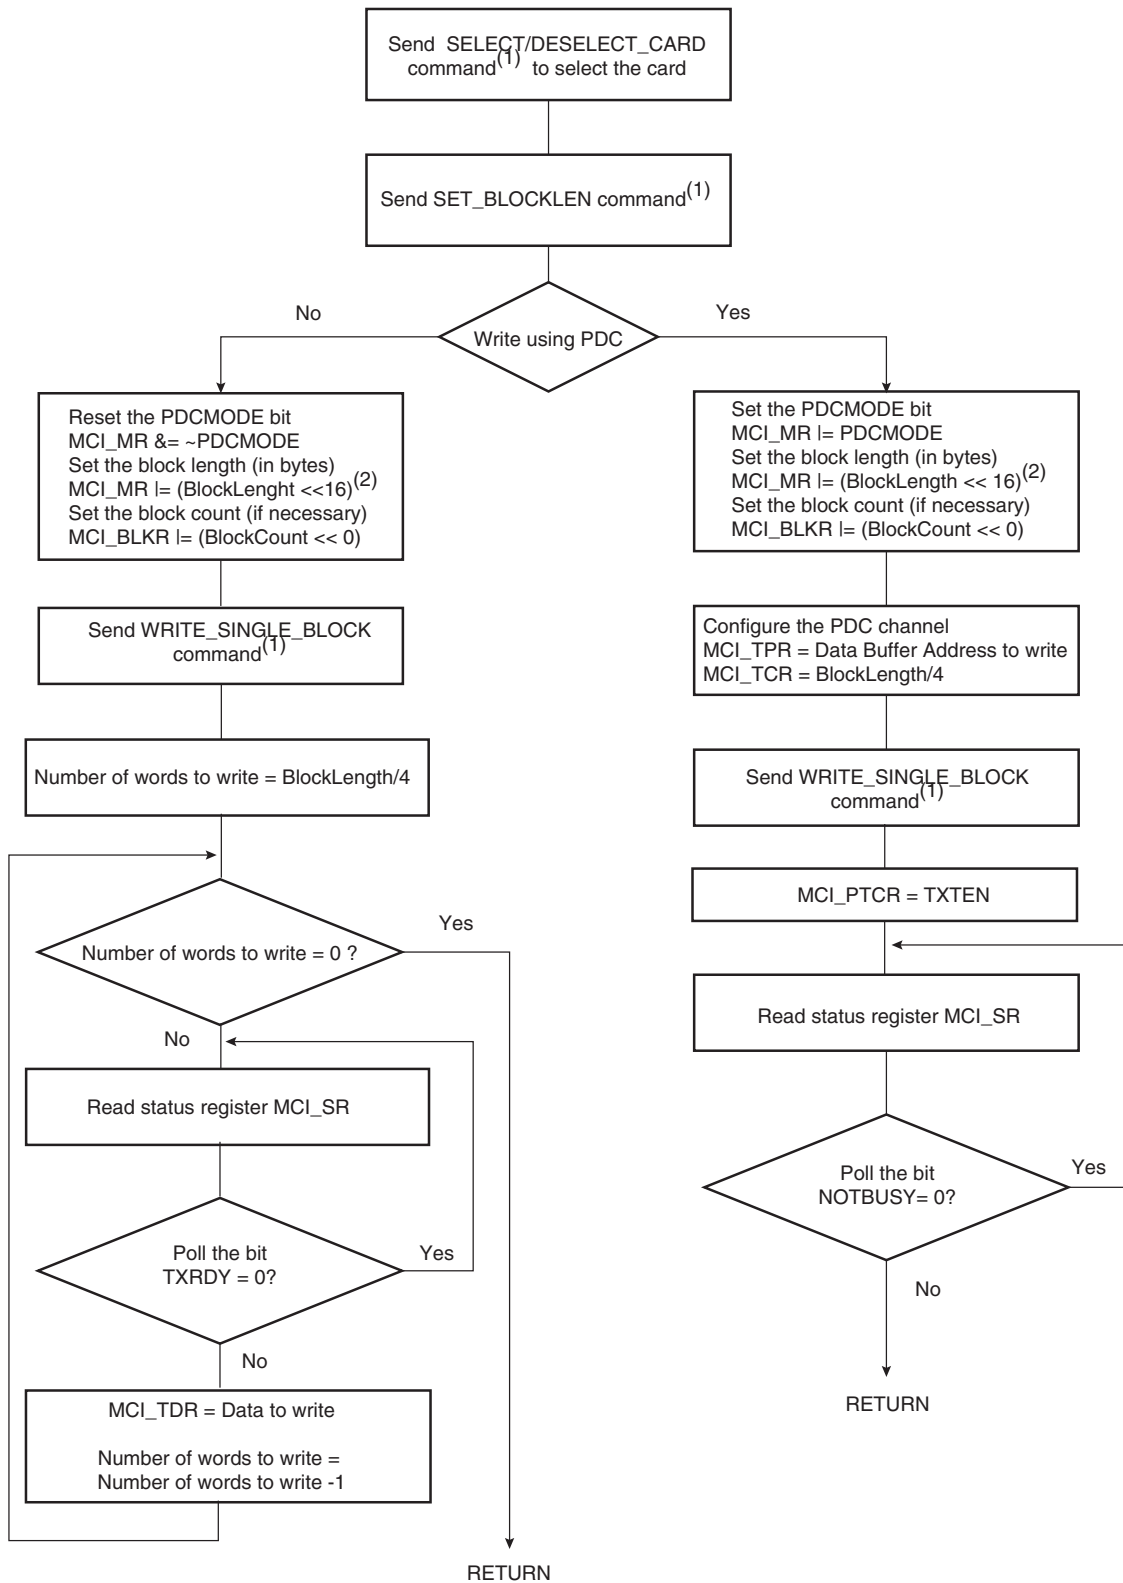 Send SELECT/DESELECT_CARD
command(1) to select the card
Send SET_BLOCKLEN command(1)
Write using PDC
No
Yes
Reset the PDCMODE bit
MCI_MR &= ~PDCMODE
Set the block length (in bytes)
MCI_MR |= (BlockLenght <<16)(2)
Set the block count (if necessary)
MCI_BLKR |= (BlockCount << 0)
Send WRITE_SINGLE_BLOCK
command(1)
Number of words to write = BlockLength/4
Number of words to write = 0 ?
Yes
No
Read status register MCI_SR
Poll the bit
TXRDY = 0?
Yes
No
MCI_TDR = Data to write
Number of words to write =
Number of words to write -1
RETURN
Set the PDCMODE bit
MCI_MR |= PDCMODE
Set the block length (in bytes)
MCI_MR |= (BlockLength << 16)(2)
Set the block count (if necessary)
MCI_BLKR |= (BlockCount << 0)
Configure the PDC channel
MCI_TPR = Data Buffer Address to write
MCI_TCR = BlockLength/4
Send WRITE_SINGLE_BLOCK
command(1)
MCI_PTCR = TXTEN
Read status register MCI_SR
Poll the bit
NOTBUSY= 0?
Yes
No
RETURN